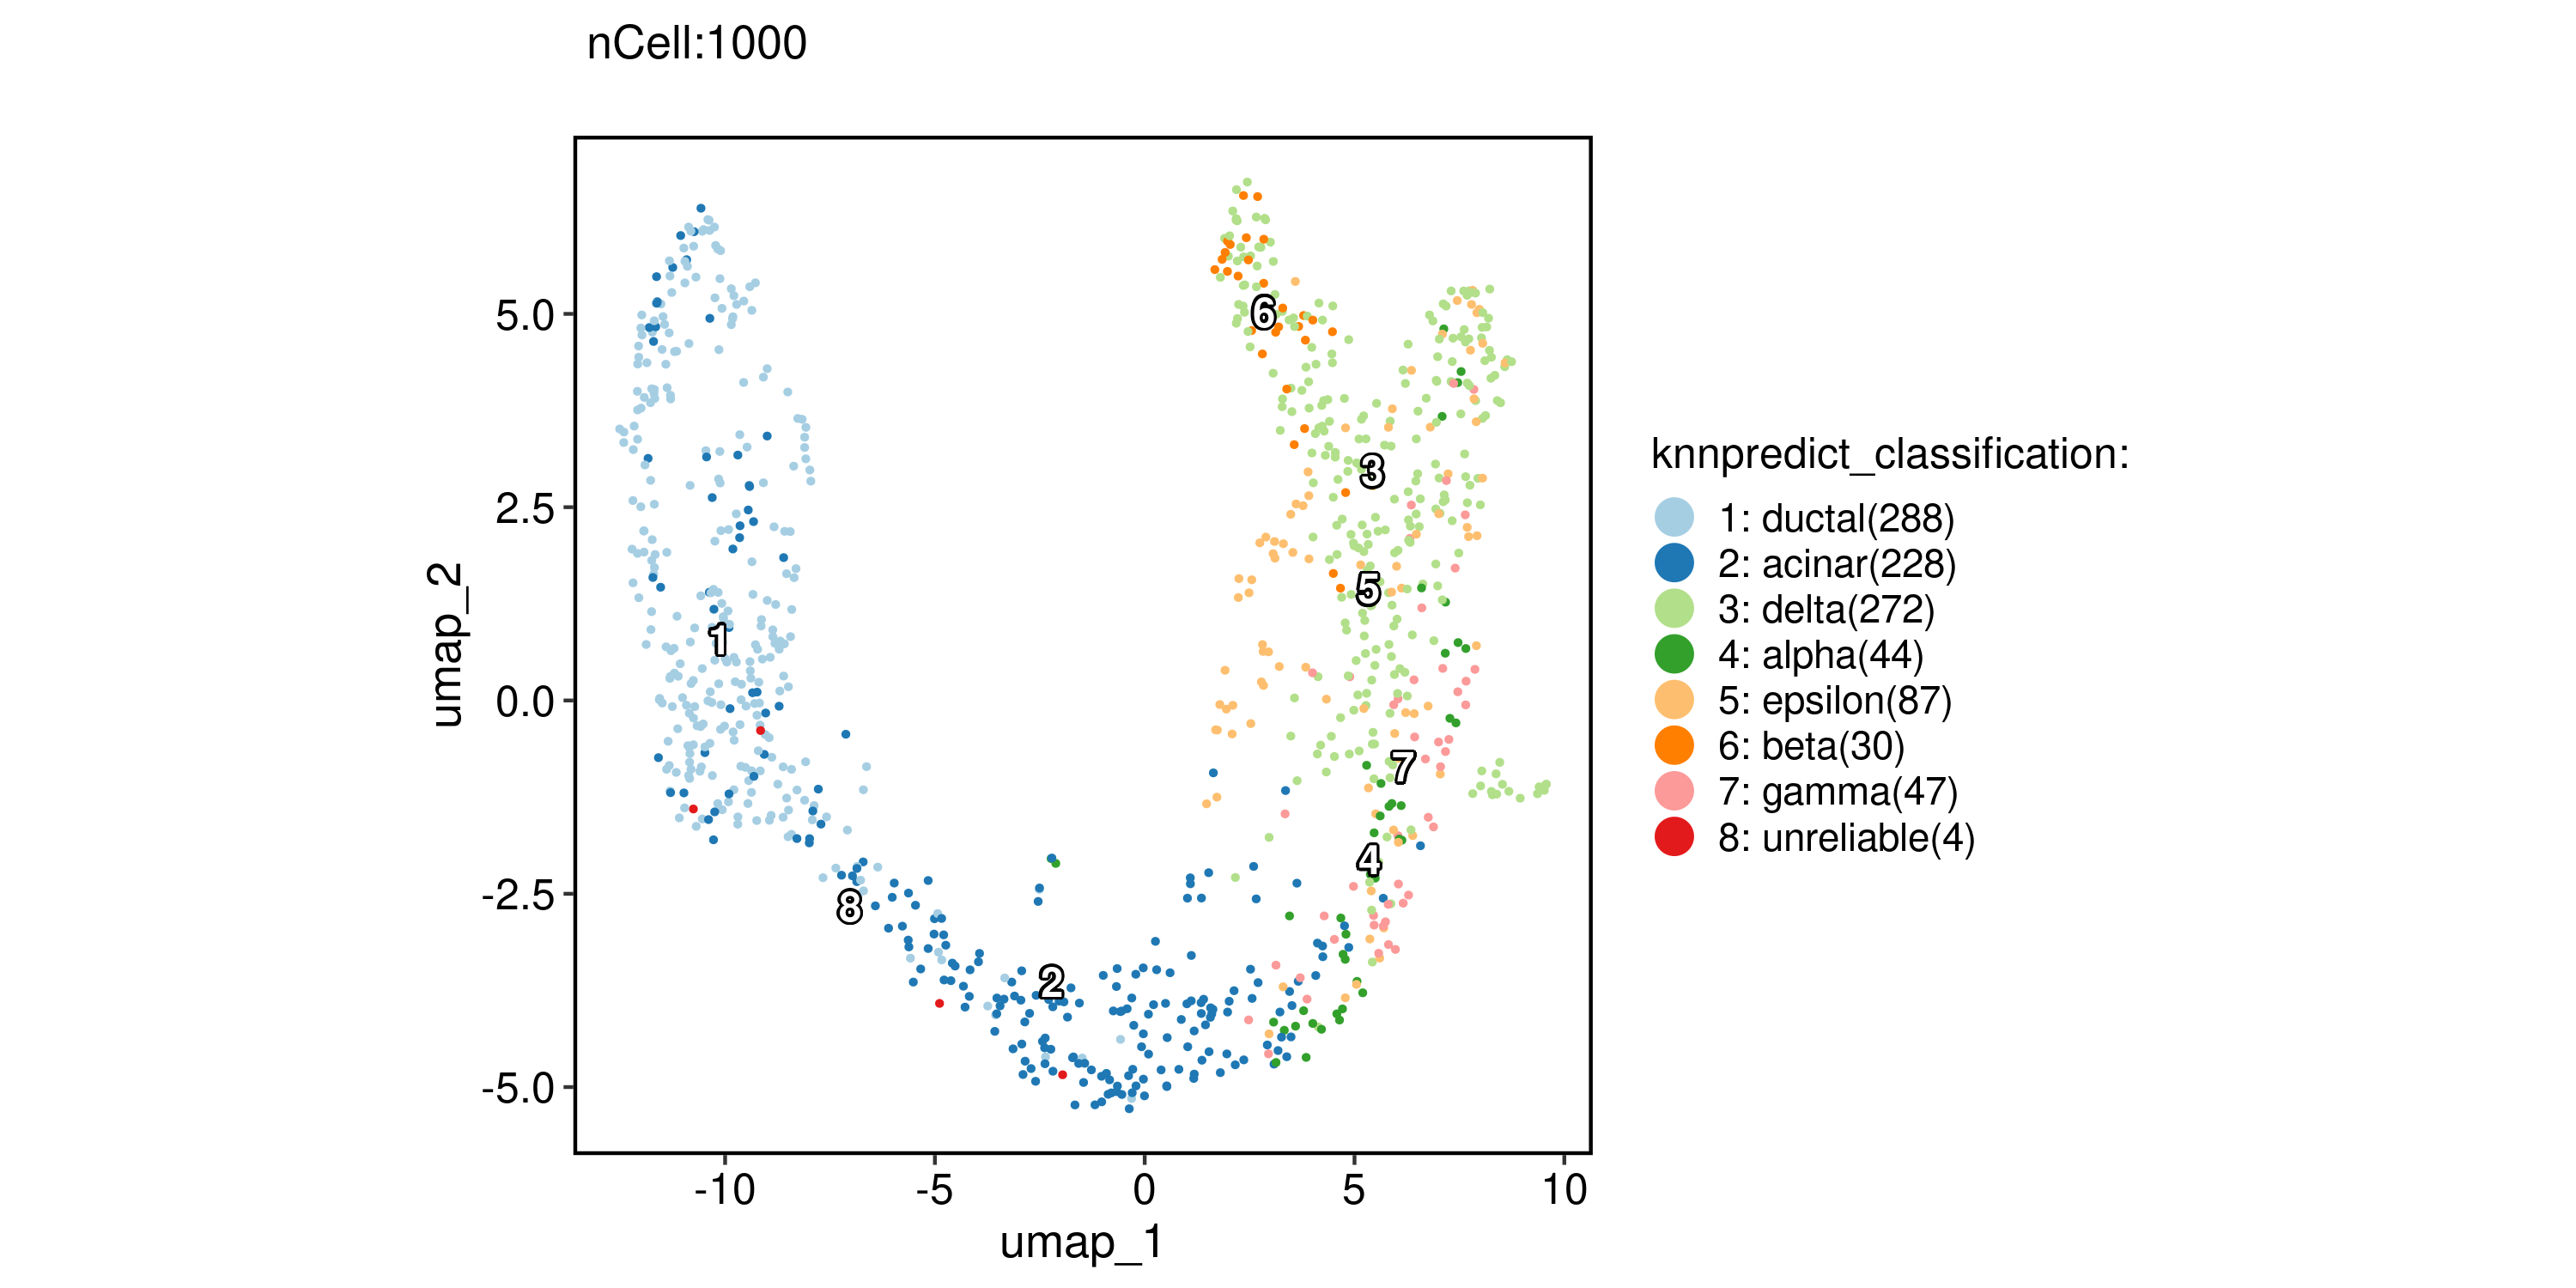 nCell:1000
umap_2
5.0
2.5
0.0
-2.5
-5.0
6
3
5
1
7
4
8
2
-10
-5
0
5
10
umap_1
knnpredict_classification:
1: ductal(288)
2: acinar(228)
3: delta(272)
4: alpha(44)
5: epsilon(87)
6: beta(30)
7: gamma(47)
8: unreliable(4)